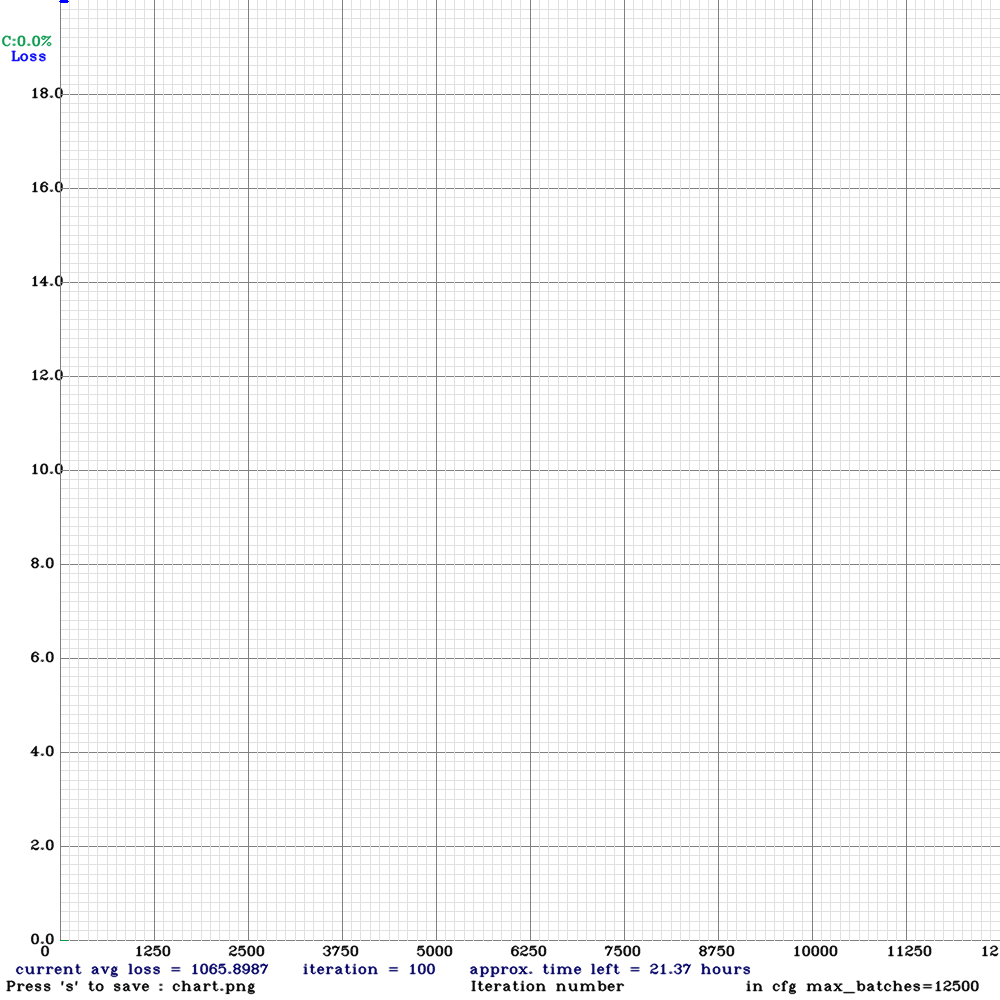 C:0.0%
Loss
18.0
16.0
14.0
12.0
10.0
8.0
6.0
4.0
2.0
0.0
0 1250 2500 3750 5000 6250 7500 8750 10000 11250 12
current avg loss = 1065.8987 iteration = 100 approx. time left = 21.37 hours
Press 's' to save : chart.png Iteration number in cfg max_batches=12500